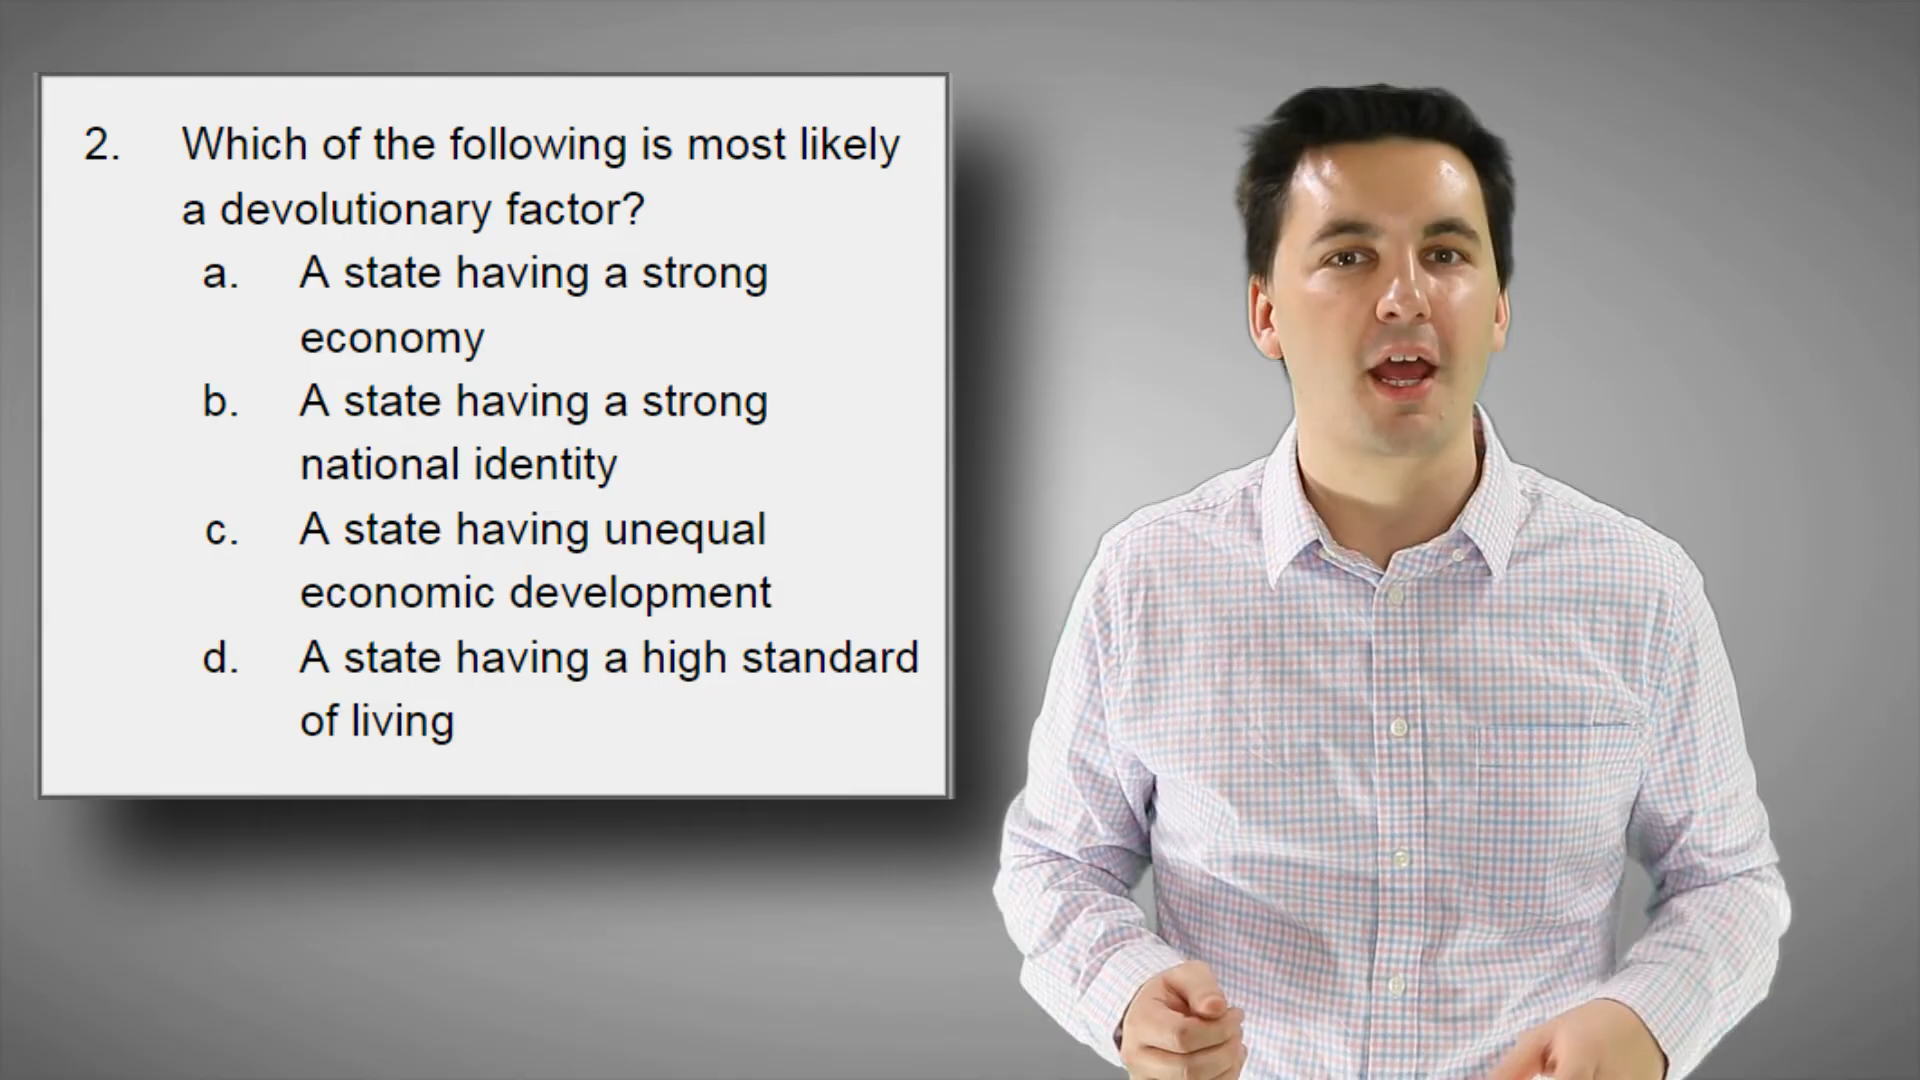 2. Which of the following is most likely
a devolutionary factor?
a. A state having a strong
economy
b. A state having a strong
national identity
c. A state having unequal
economic development
d. A state having a high standard
of living